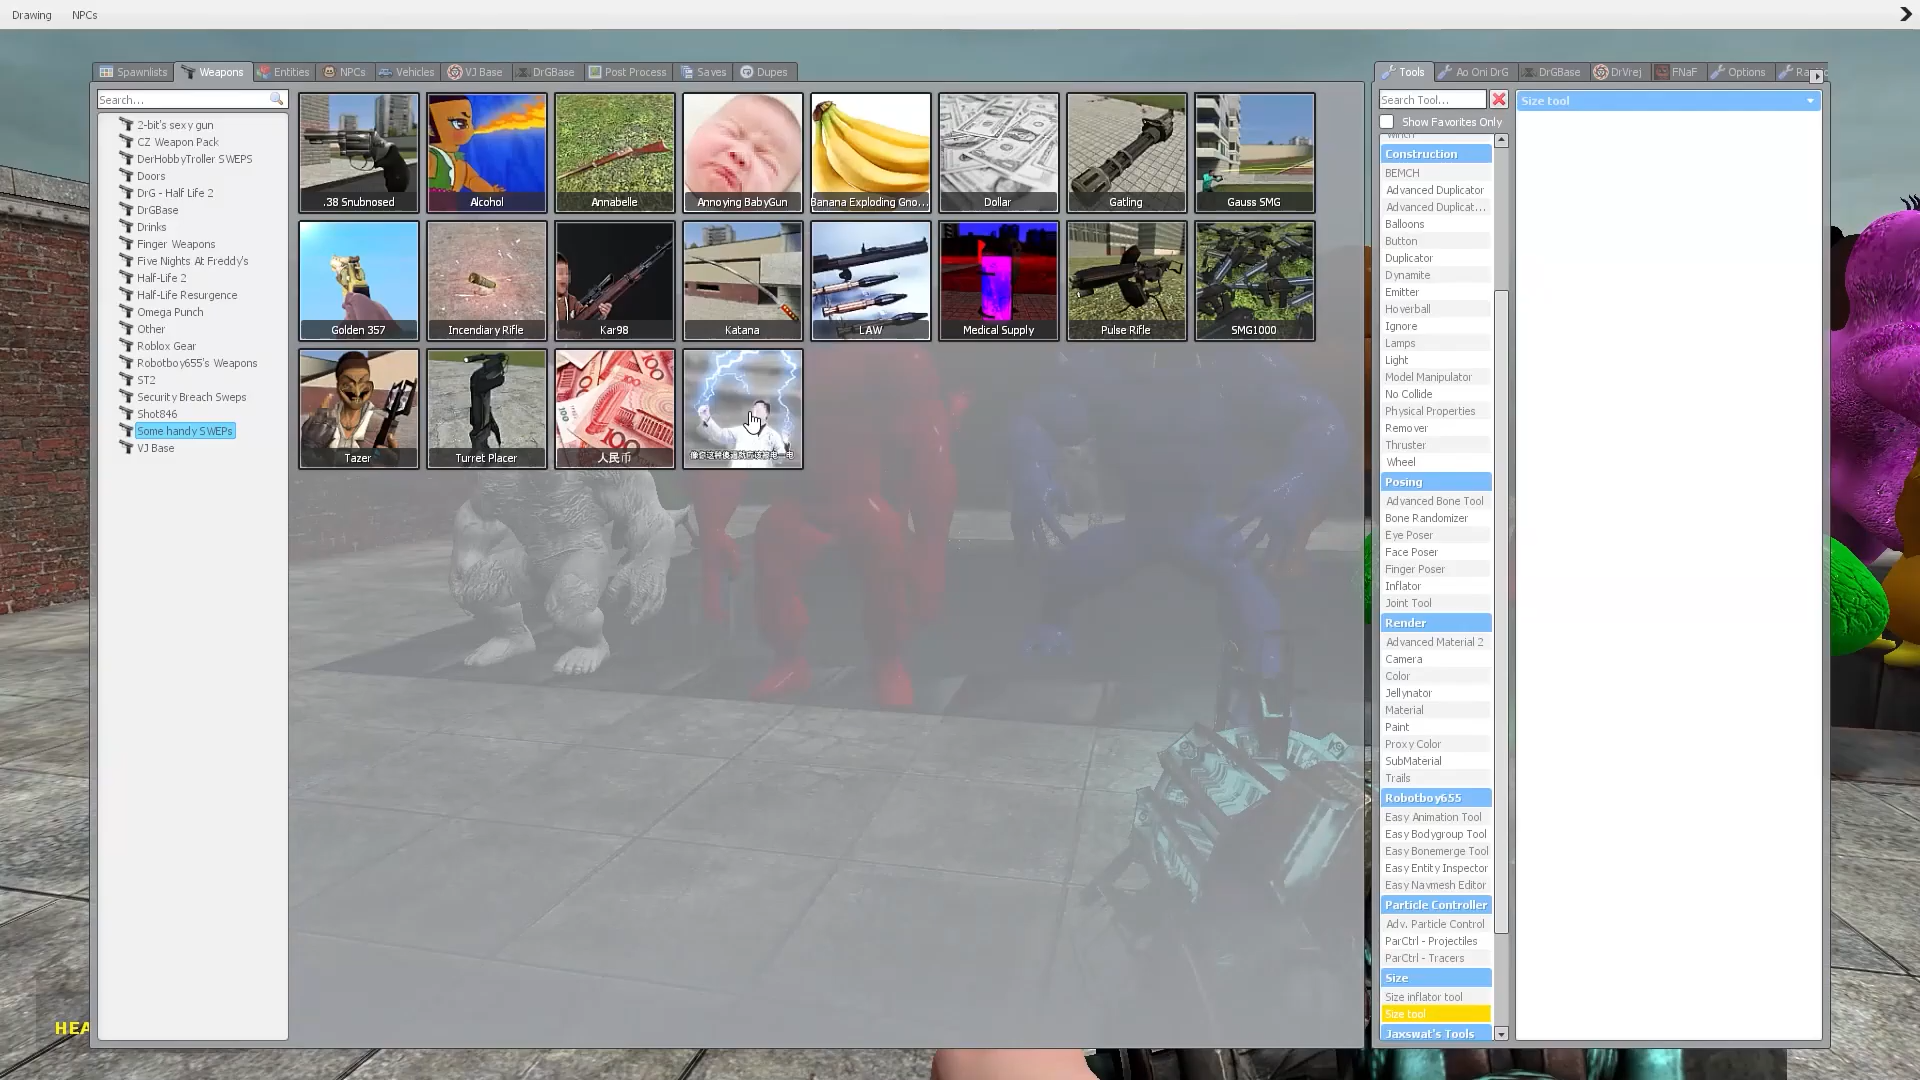 Drawing NPCs
Spawnlists Weapons Entities NPCs Vehicles VJ Base DrGBase Post Process Saves Dupes
Search...
2-bit's sexy gun
CZ Weapon Pack
DerHobbyTroller SWEPS
Doors
DrG - Half Life 2
DrGBase
Drinks
Finger Weapons
Five Nights At Freddy's
Half-Life 2
Half-Life Resurgence
Omega Punch
Other
Roblox Gear
Robotboy655's Weapons
ST2
Security Breach Sweps
Shot846
Some handy SWEPs
VJ Base
.38 Snubnosed Alcohol Annabelle Annoying BabyGun Banana Exploding Gno... Dollar Gatling Gauss SMG
Golden 357 Incendiary Rifle Kar98 Katana LAW Medical Supply Pulse Rifle SMG1000
Tazer Turret Placer 人民币
Tools Ao Oni DrG DrGBase DrVrej FNaF Options
Search Tool...
Show Favorites Only
Winch
Construction
BEMCH
Advanced Duplicator
Advanced Duplicat...
Balloons
Button
Duplicator
Dynamite
Emitter
Hoverball
Ignore
Lamps
Light
Model Manipulator
No Collide
Physical Properties
Remover
Thruster
Wheel
Posing
Advanced Bone Tool
Bone Randomizer
Eye Poser
Face Poser
Finger Poser
Inflator
Joint Tool
Render
Advanced Material 2
Camera
Color
Jellynator
Material
Paint
Proxy Color
SubMaterial
Trails
Robotboy655
Easy Animation Tool
Easy Bodygroup Tool
Easy Bonemerge Tool
Easy Entity Inspector
Easy Navmesh Editor
Particle Controller
Adv. Particle Control
ParCtrl - Projectiles
ParCtrl - Tracers
Size
Size inflator tool
Size tool
Jaxswat's Tools
Size tool
HEA